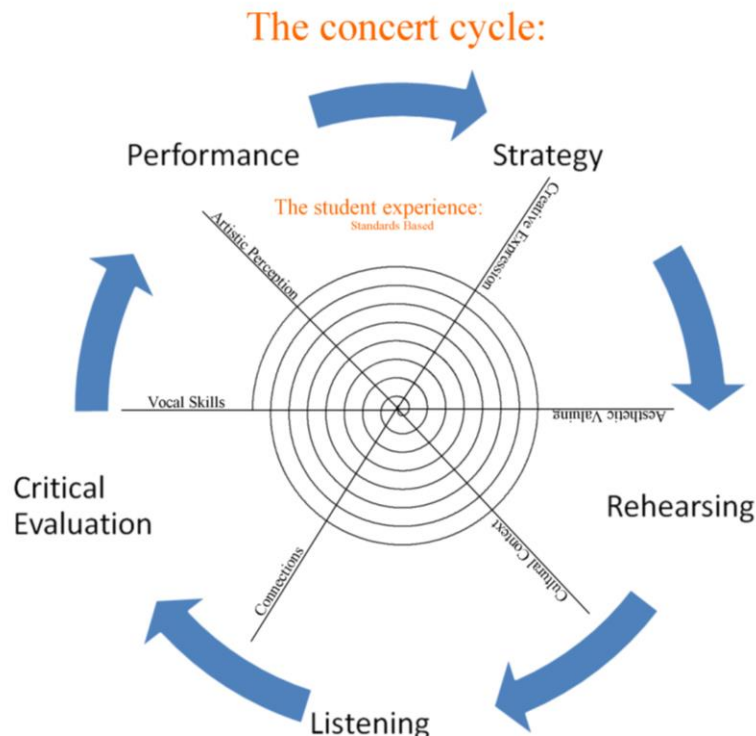 The concert cycle:
Performance
Strategy
The student experience:
Standards Based
Artistic Perception
Creative Expression
Vocal Skills
Aesthetic Valuing
Critical
Evaluation
Rehearsing
Connections
Cultural Context
Listening